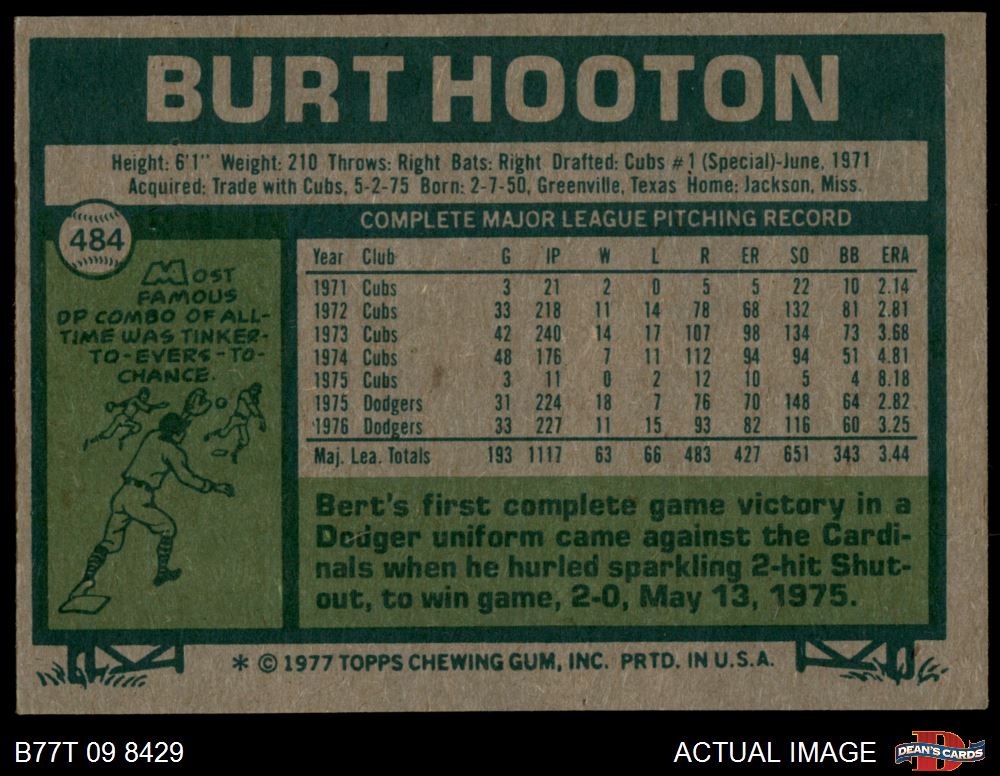 BURT HOOTON
Height: 6'1" Weight: 210 Throws: Right Bats: Right Drafted: Cubs #1 (Special)-June, 1971
Acquired: Trade with Cubs, 5-2-75 Born: 2-7-50, Greenville, Texas Home: Jackson, Miss.
484
MOST
FAMOUS
DP COMBO OF ALL-
TIME WAS TINKER-
TO-EVERS-TO-
CHANCE.
COMPLETE MAJOR LEAGUE PITCHING RECORD
Year Club G IP W L R ER SO BB ERA
1971 Cubs 3 21 2 0 5 5 22 10 2.14
1972 Cubs 33 218 11 14 78 68 132 81 2.81
1973 Cubs 42 240 14 17 107 98 134 73 3.68
1974 Cubs 48 176 7 11 112 94 94 51 4.81
1975 Cubs 3 11 0 2 12 10 5 4 8.18
1975 Dodgers 31 224 18 7 76 70 148 64 2.82
1976 Dodgers 33 227 11 15 93 82 116 60 3.25
Maj. Lea. Totals 193 1117 63 66 483 427 651 343 3.44
Bert's first complete game victory in a
Dodger uniform came against the Cardi-
nals when he hurled sparkling 2-hit Shut-
out, to win game, 2-0, May 13, 1975.
* © 1977 TOPPS CHEWING GUM, INC. PRTD. IN U.S.A.
B77T 09 8429
ACTUAL IMAGE
D
DEAN'S CARDS